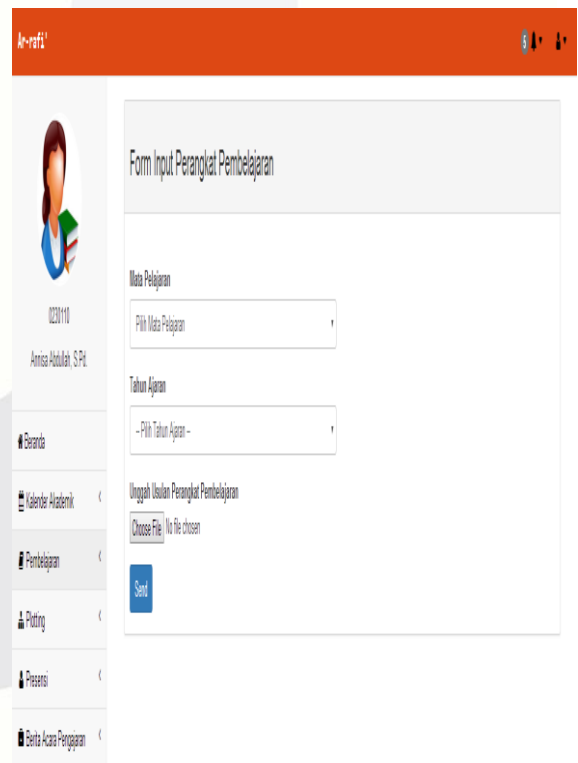 Ar-rafi'
5
0230110
Annisa Abdullah, S.Pd.
Beranda
Kalender Akademik
Pembelajaran
Plotting
Presensi
Berita Acara Pengajaran
Form Input Perangkat Pembelajaran
Mata Pelajaran
Pilih Mata Pelajaran
Tahun Ajaran
-- Pilih Tahun Ajaran --
Unggah Usulan Perangkat Pembelajaran
Choose File No file chosen
Send